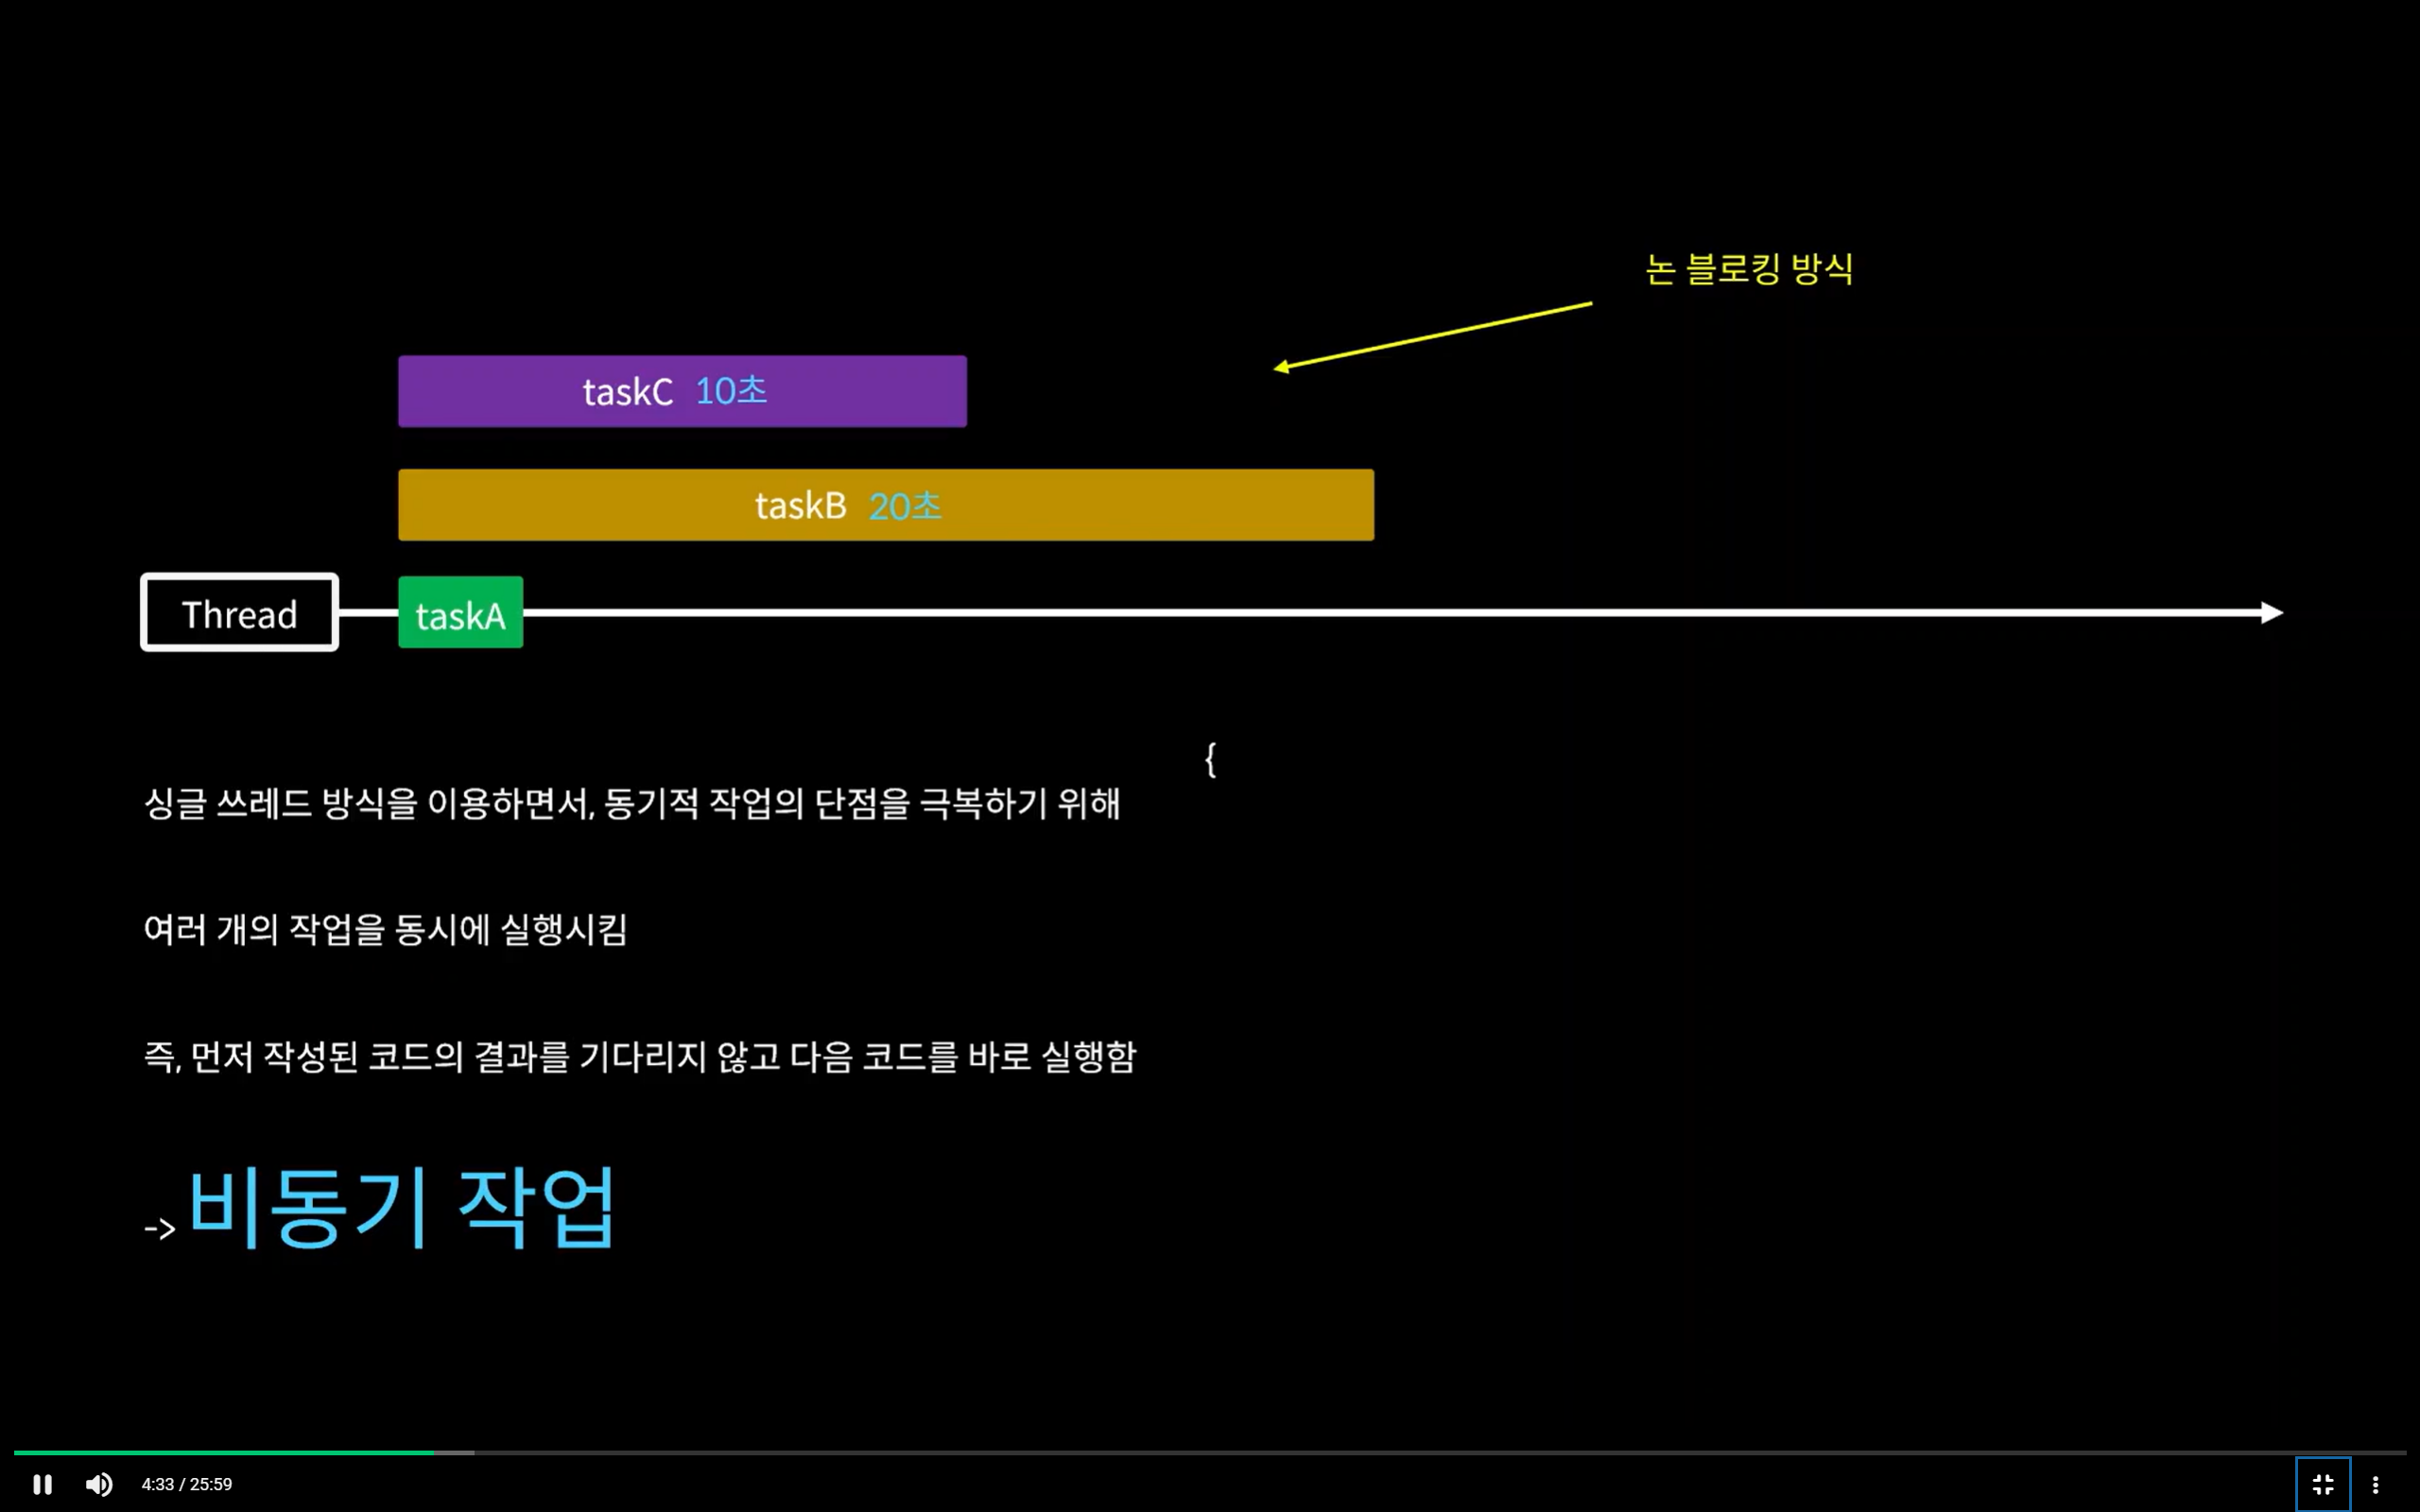 논 블로킹 방식
taskC 10초
taskB 20초
Thread
taskA
{
싱글 쓰레드 방식을 이용하면서, 동기적 작업의 단점을 극복하기 위해
여러 개의 작업을 동시에 실행시킴
즉, 먼저 작성된 코드의 결과를 기다리지 않고 다음 코드를 바로 실행함
-> 비동기 작업
4:33 / 25:59